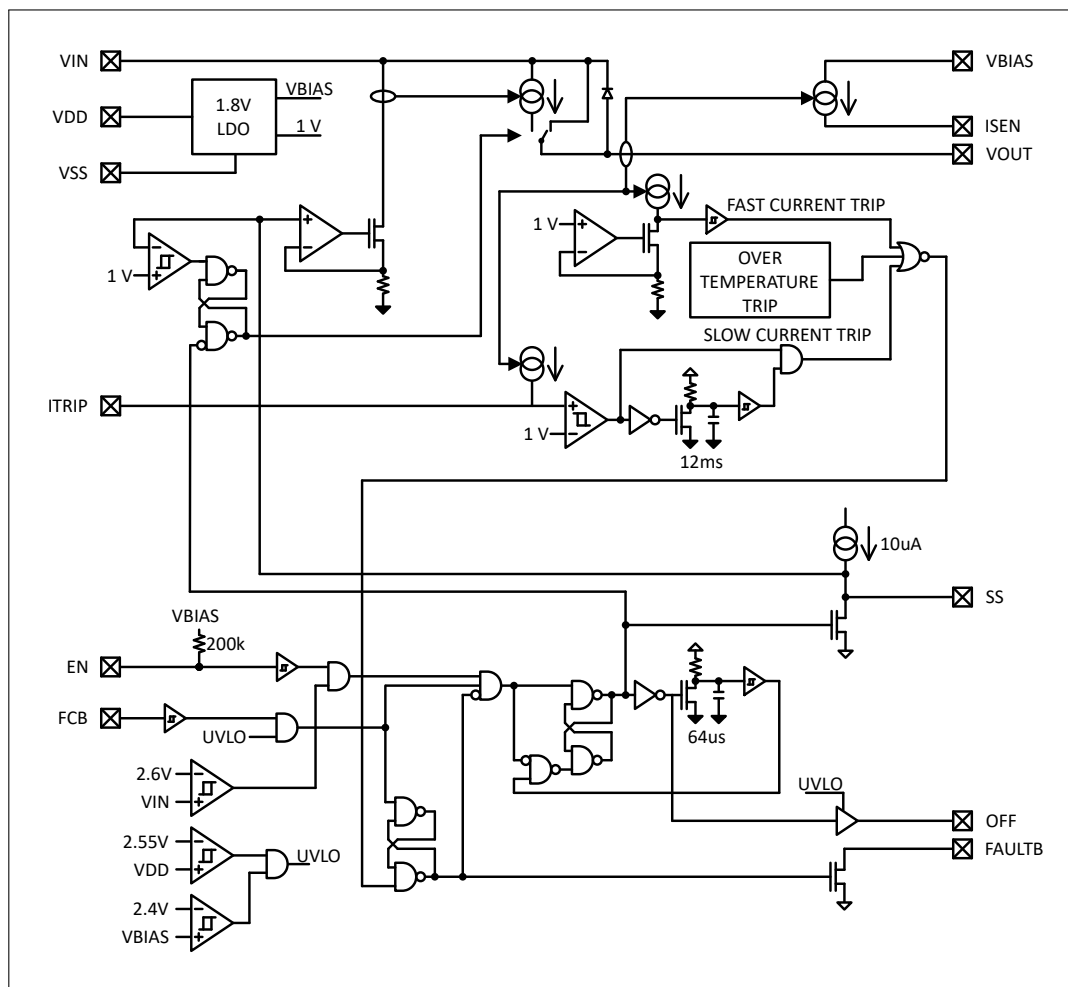 VIN
VBIAS
VBIAS
1.8V
LDO
VDD
1 V
ISEN
VOUT
VSS
FAST CURRENT TRIP
1 V
+
−
+
−
OVER
TEMPERATURE
TRIP
−
+
1 V
SLOW CURRENT TRIP
ITRIP
+
−
1 V
12ms
10uA
SS
VBIAS
200k
EN
FCB
UVLO
64us
2.6V
−
VIN
+
UVLO
OFF
2.55V
−
VDD
+
UVLO
FAULTB
2.4V
−
VBIAS
+